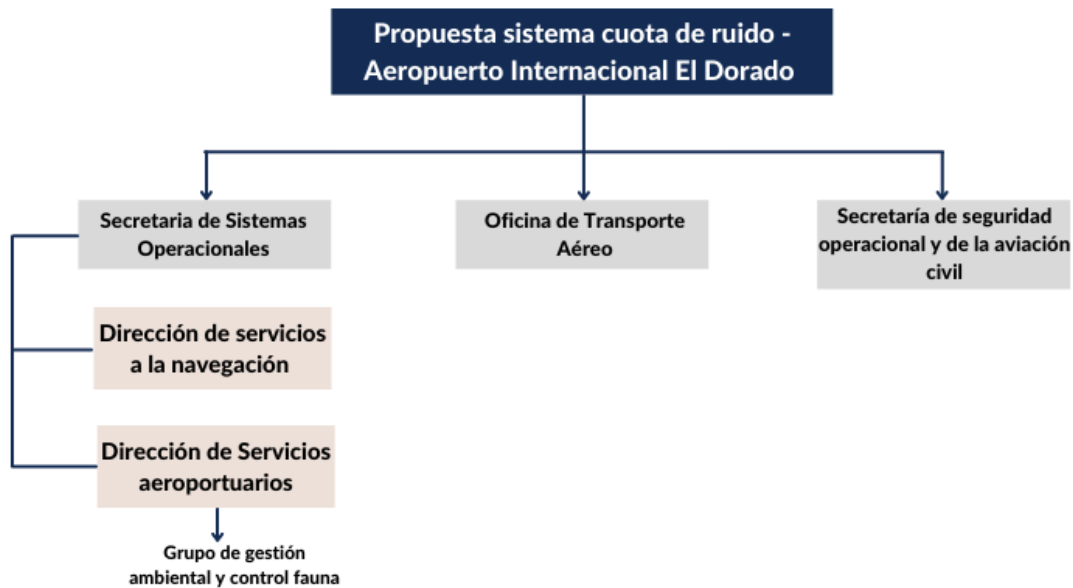 Propuesta sistema cuota de ruido -
Aeropuerto Internacional El Dorado
Secretaria de Sistemas
Operacionales
Oficina de Transporte
Aéreo
Secretaría de seguridad
operacional y de la aviación
civil
Dirección de servicios
a la navegación
Dirección de Servicios
aeroportuarios
Grupo de gestión
ambiental y control fauna